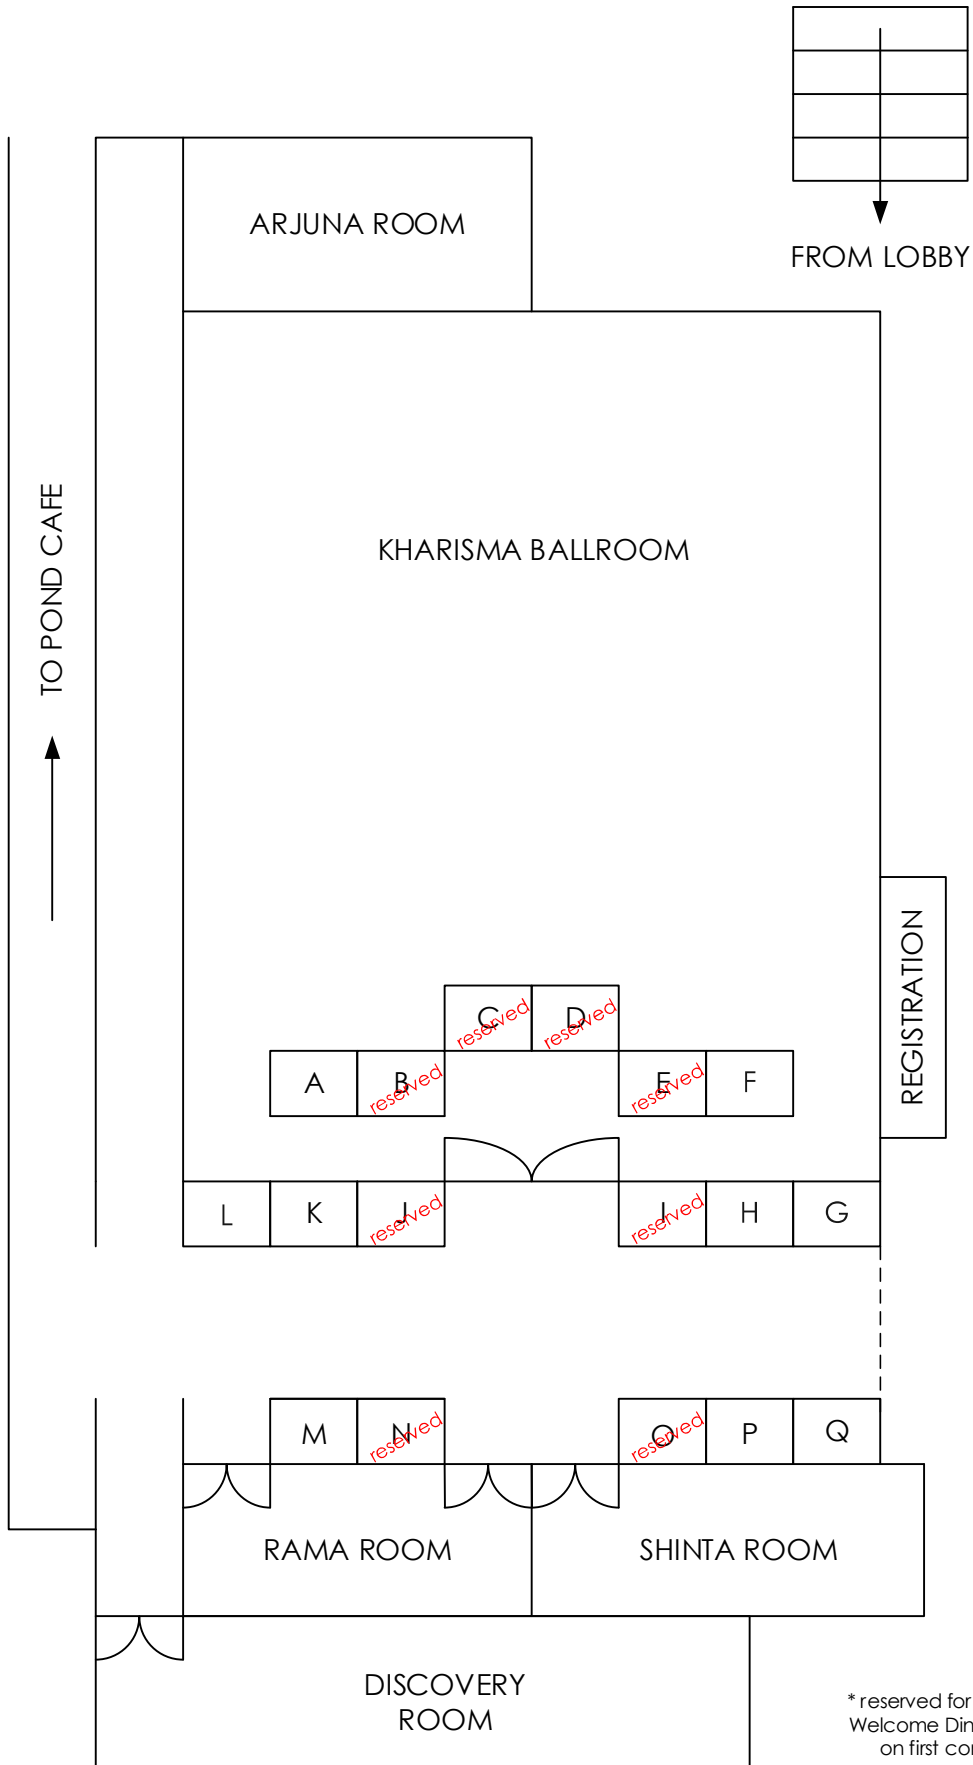 FROM LOBBY
ARJUNA ROOM
TO POND CAFE
KHARISMA BALLROOM
REGISTRATION
C reserved
D reserved
A
B reserved
E reserved
F
L
K
J reserved
I reserved
H
G
M
N reserved
O reserved
P
Q
RAMA ROOM
SHINTA ROOM
DISCOVERY
ROOM
* reserved for
Welcome Din
on first co